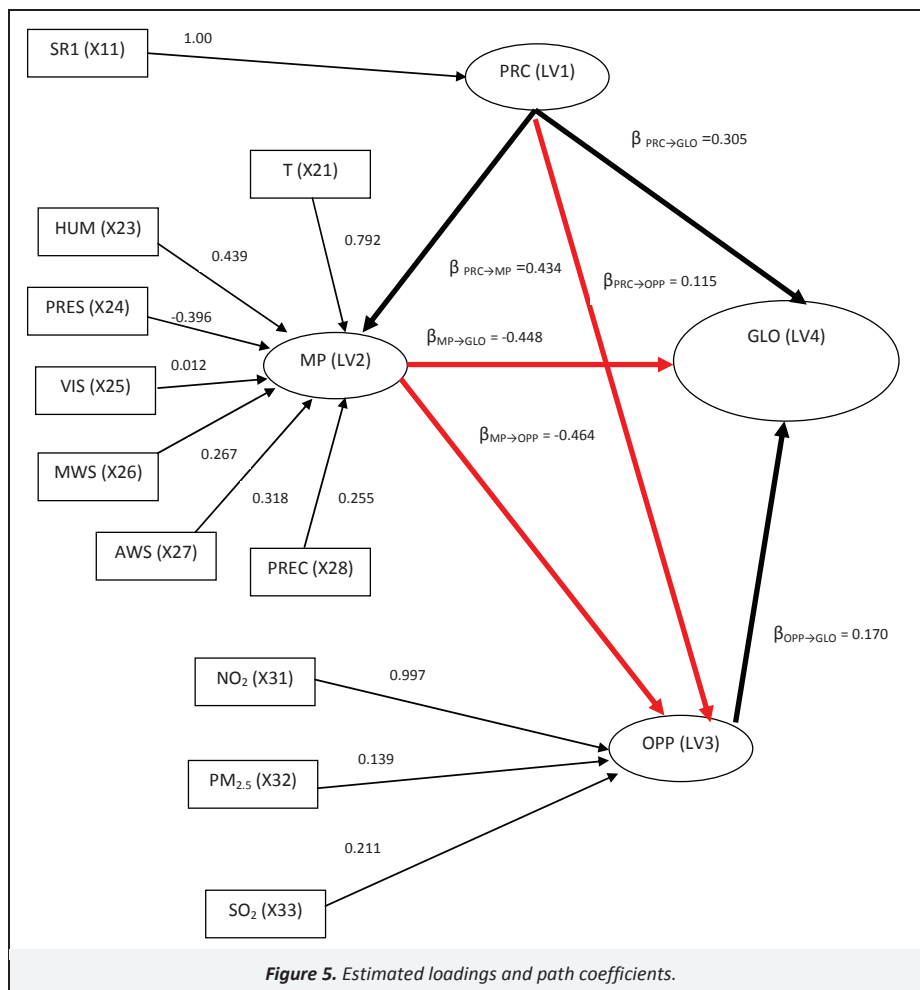 SR1 (X11)
1.00
PRC (LV1)
β PRC→GLO =0.305
T (X21)
HUM (X23)
0.439
0.792
β PRC→MP =0.434
β PRC→OPP = 0.115
PRES (X24)
-0.396
GLO (LV4)
MP (LV2)
β MP→GLO = -0.448
VIS (X25)
0.012
β MP→OPP = -0.464
MWS (X26)
0.267
0.318
0.255
AWS (X27)
PREC (X28)
β OPP→GLO = 0.170
NO₂ (X31)
0.997
OPP (LV3)
PM₂.₅ (X32)
0.139
0.211
SO₂ (X33)
Figure 5. Estimated loadings and path coefficients.